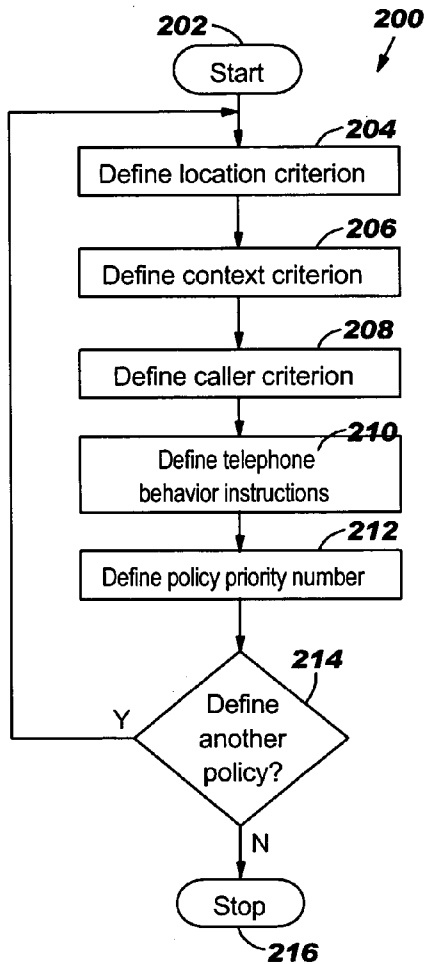 200
202
Start
204
Define location criterion
206
Define context criterion
208
Define caller criterion
210
Define telephone
behavior instructions
212
Define policy priority number
214
Define
another
policy?
Y
N
Stop
216